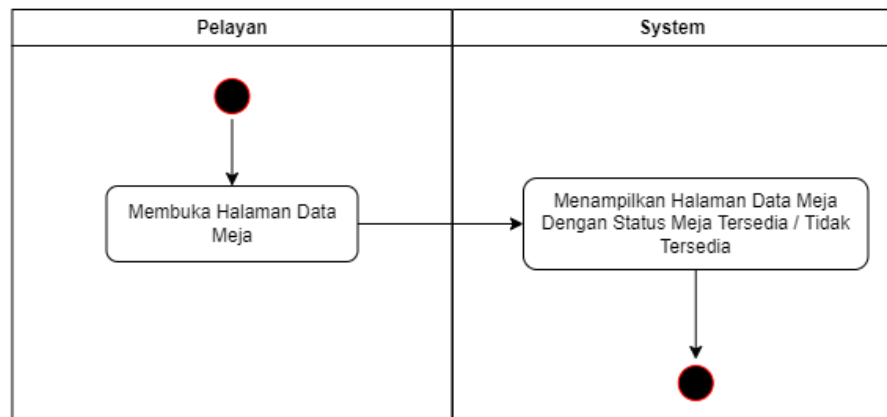 Pelayan
System
Membuka Halaman Data
Meja
Menampilkan Halaman Data Meja
Dengan Status Meja Tersedia / Tidak
Tersedia